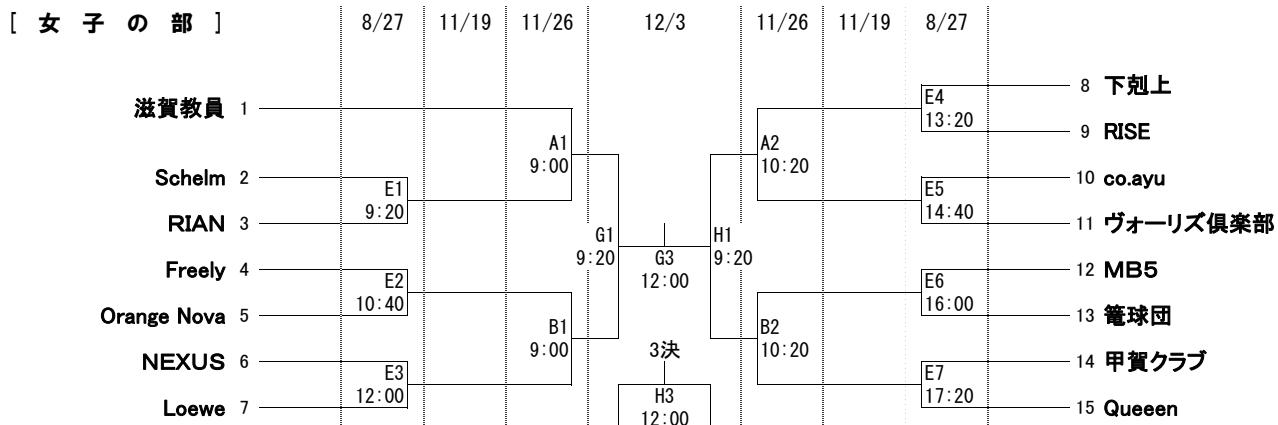 [ 女 子 の 部 ]
8/27 11/19 11/26 12/3 11/26 11/19 8/27
滋賀教員 1
Schelm 2
RIAN 3
Freely 4
Orange Nova 5
NEXUS 6
Loewe 7
E1
9:20
E2
10:40
E3
12:00
A1
9:00
B1
9:00
G1
9:20
G3
12:00
3決
H3
12:00
H1
9:20
A2
10:20
B2
10:20
E4
13:20
E5
14:40
E6
16:00
E7
17:20
8 下剋上
9 RISE
10 co.ayu
11 ヴォーリズ倶楽部
12 MB5
13 篭球団
14 甲賀クラブ
15 Queeen